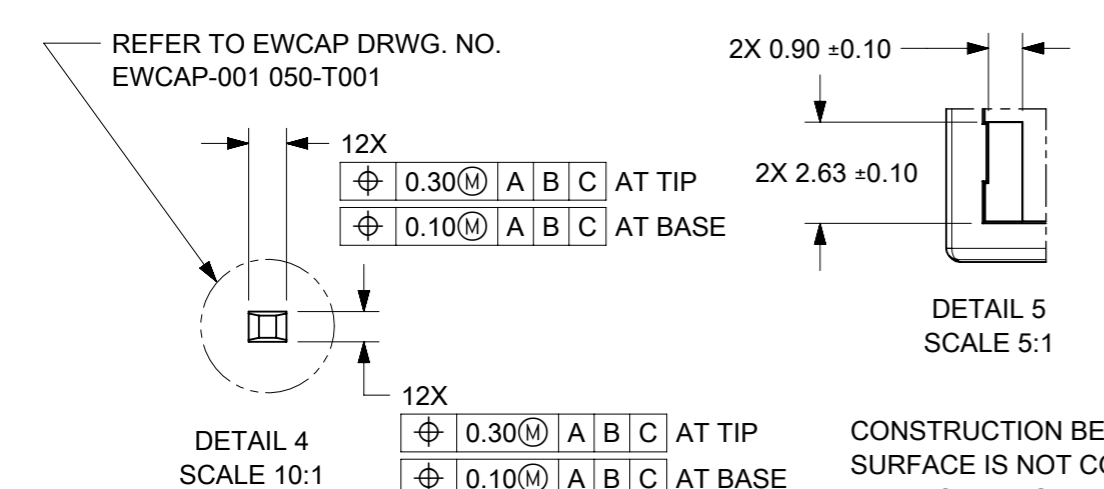 REFER TO EWCAP DRWG. NO.
EWCAP-001 050-T001
12X
⌖ 0.30Ⓜ A B C AT TIP
⌖ 0.10Ⓜ A B C AT BASE
2X 0.90 ±0.10
2X 2.63 ±0.10
DETAIL 5
SCALE 5:1
12X
⌖ 0.30Ⓜ A B C AT TIP
⌖ 0.10Ⓜ A B C AT BASE
DETAIL 4
SCALE 10:1
CONSTRUCTION BE
SURFACE IS NOT CO